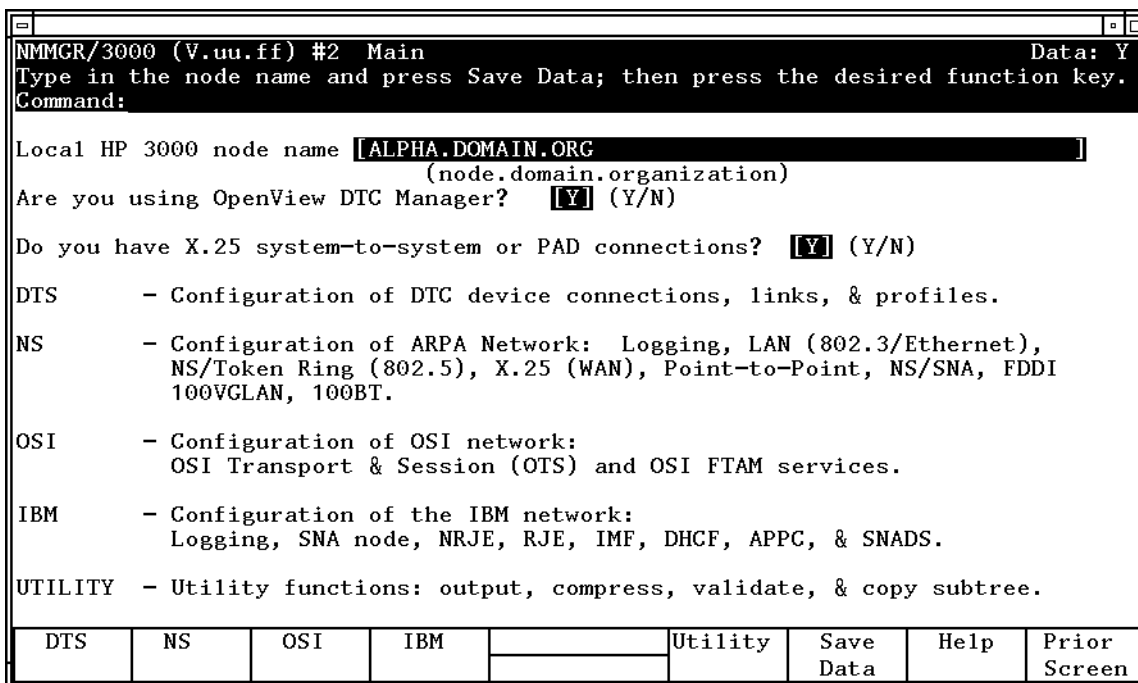 NMMGR/3000 (V.uu.ff) #2 Main Data: Y
Type in the node name and press Save Data; then press the desired function key.
Command:
Local HP 3000 node name [ALPHA.DOMAIN.ORG ]
(node.domain.organization)
Are you using OpenView DTC Manager? [Y] (Y/N)
Do you have X.25 system-to-system or PAD connections? [Y] (Y/N)
DTS - Configuration of DTC device connections, links, & profiles.
NS - Configuration of ARPA Network: Logging, LAN (802.3/Ethernet),
NS/Token Ring (802.5), X.25 (WAN), Point-to-Point, NS/SNA, FDDI
100VGLAN, 100BT.
OSI - Configuration of OSI network:
OSI Transport & Session (OTS) and OSI FTAM services.
IBM - Configuration of the IBM network:
Logging, SNA node, NRJE, RJE, IMF, DHCF, APPC, & SNADS.
UTILITY - Utility functions: output, compress, validate, & copy subtree.
DTS NS OSI IBM Utility Save Help Prior
Data Screen